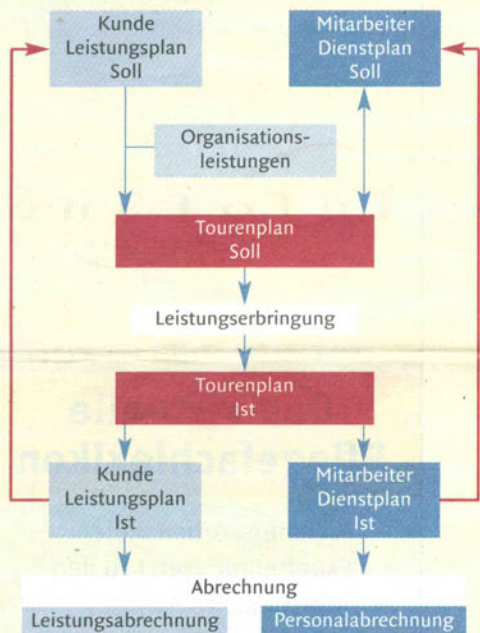 Kunde
Leistungsplan
Soll
Mitarbeiter
Dienstplan
Soll
Organisations-
leistungen
Tourenplan
Soll
Leistungserbringung
Tourenplan
Ist
Kunde
Leistungsplan
Ist
Mitarbeiter
Dienstplan
Ist
Abrechnung
Leistungsabrechnung
Personalabrechnung